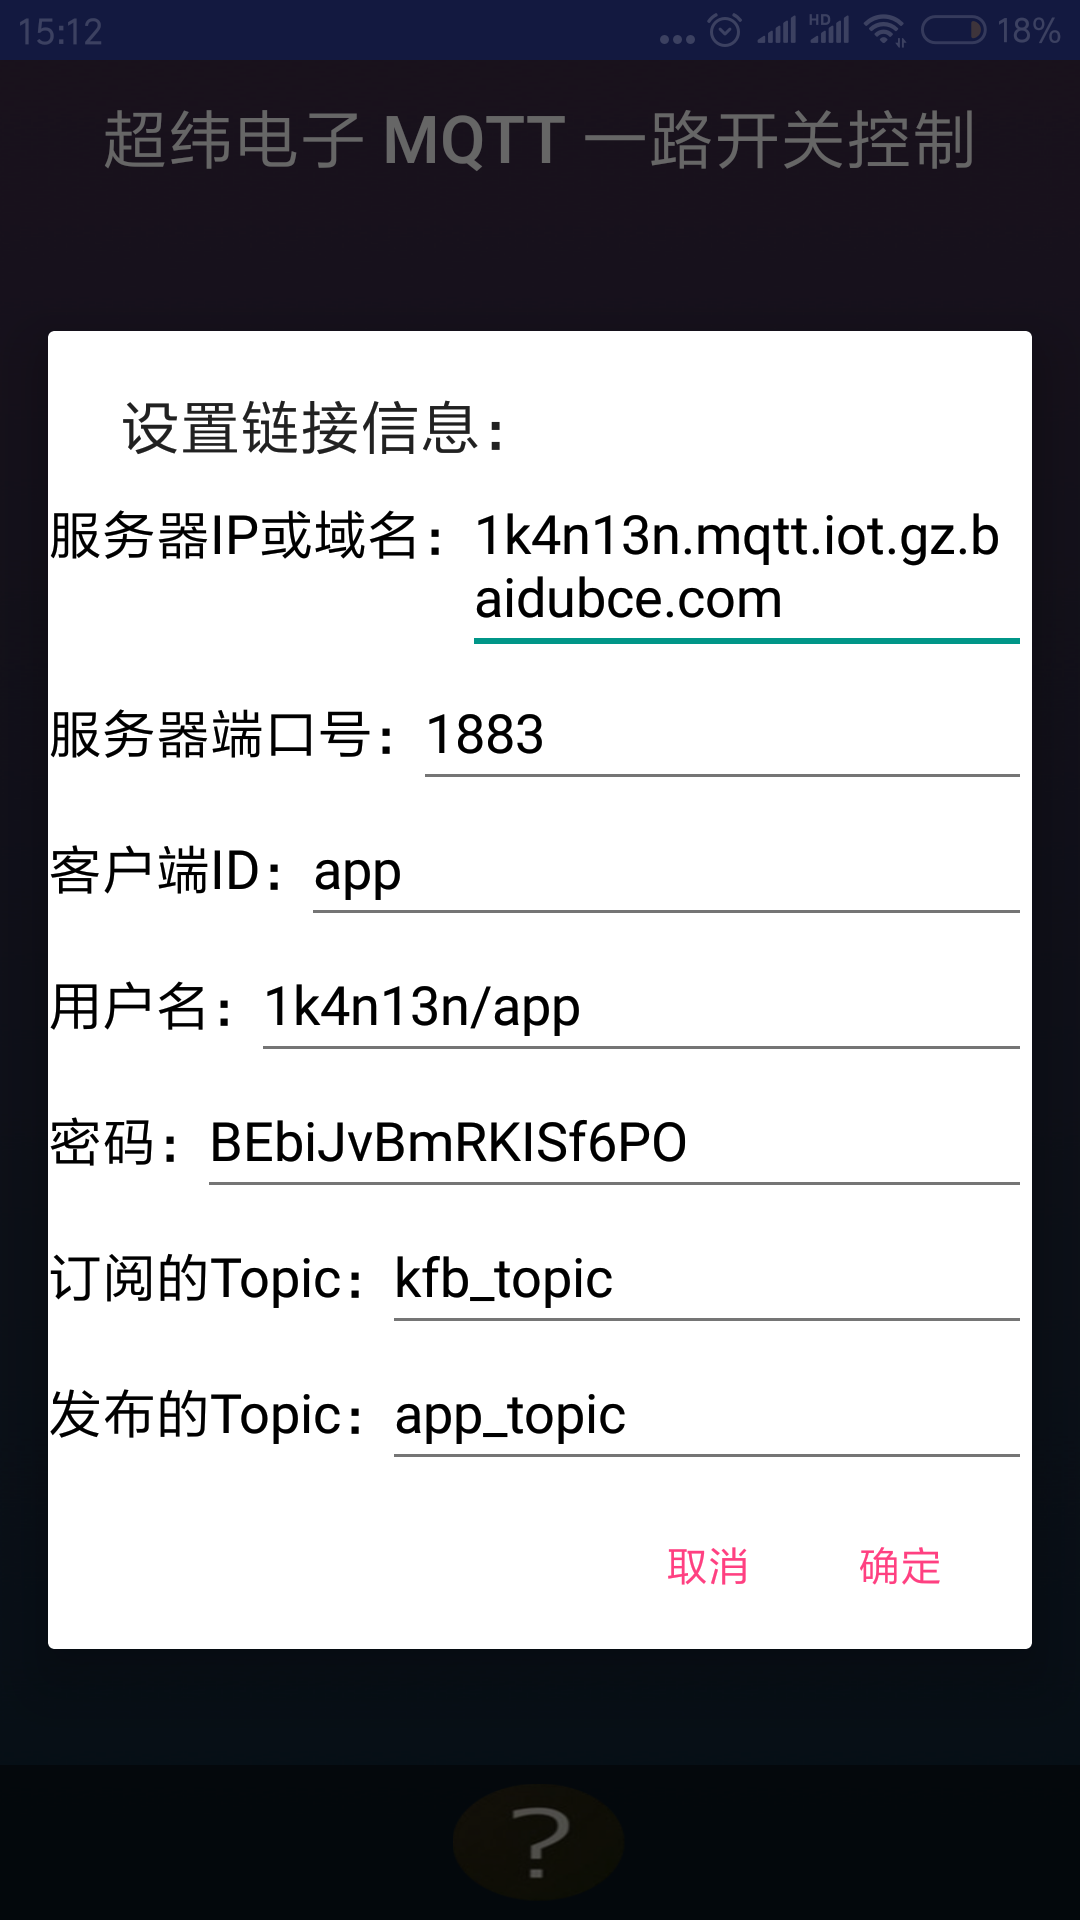 15:12
HD
18%
超纬电子 MQTT 一路开关控制
设置链接信息：
服务器IP或域名：1k4n13n.mqtt.iot.gz.b
aidubce.com
服务器端口号：1883
客户端ID：app
用户名：1k4n13n/app
密码：BEbiJvBmRKISf6PO
订阅的Topic：kfb_topic
发布的Topic：app_topic
取消 确定
?